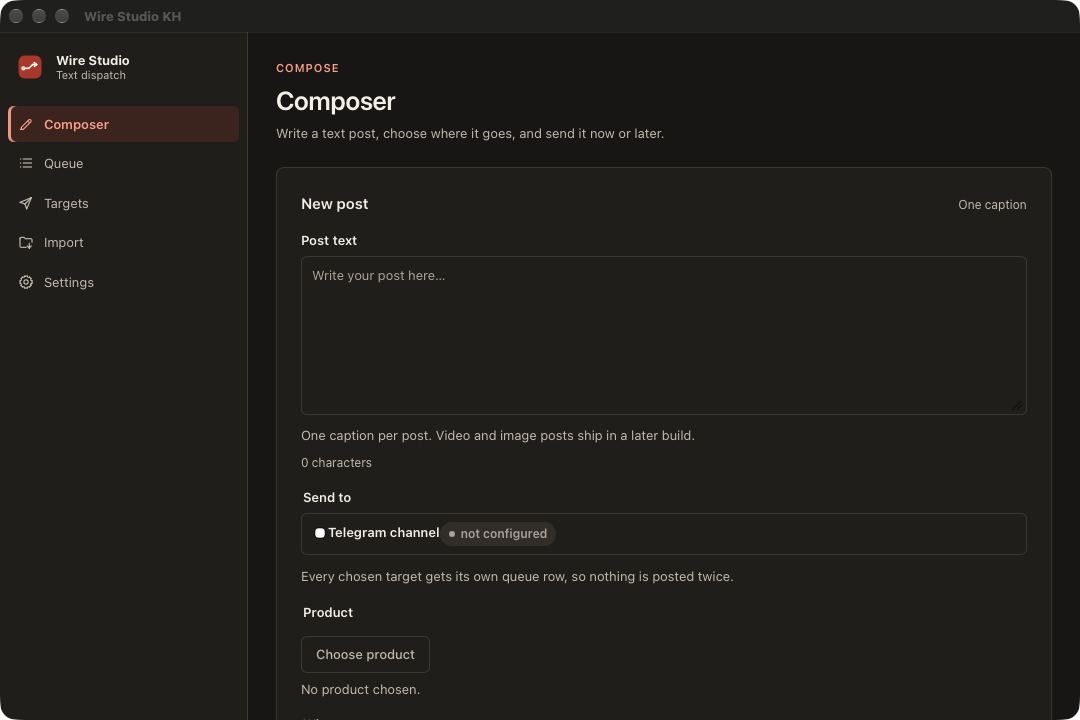 Wire Studio KH
Wire Studio
Text dispatch
Composer
Queue
Targets
Import
Settings
COMPOSE
Composer
Write a text post, choose where it goes, and send it now or later.
New post
One caption
Post text
Write your post here…
One caption per post. Video and image posts ship in a later build.
0 characters
Send to
Telegram channel not configured
Every chosen target gets its own queue row, so nothing is posted twice.
Product
Choose product
No product chosen.